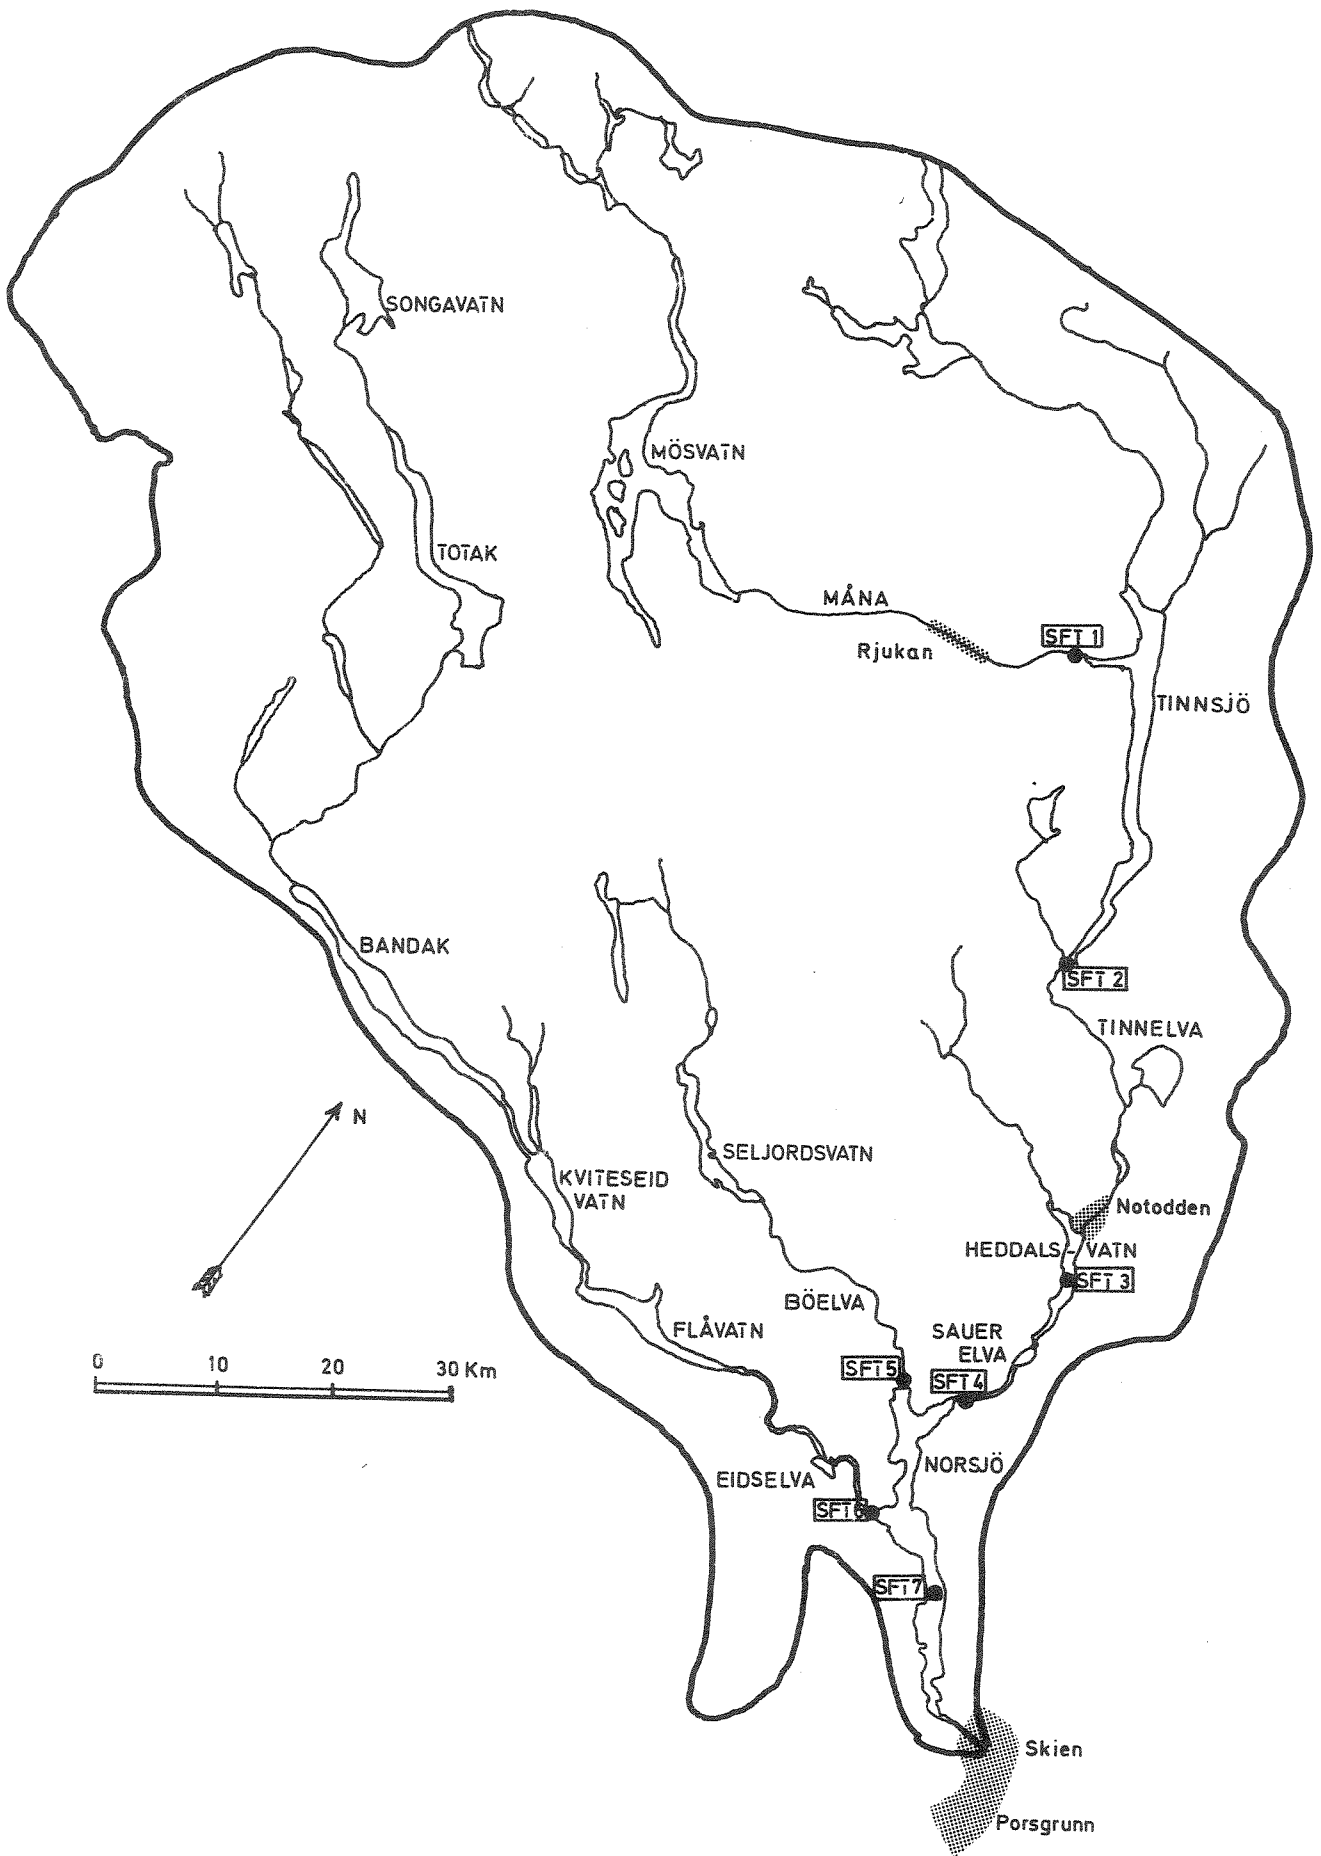 SONGAVATN
MÖSVATN
TOTAK
MÅNA
Rjukan
SFT 1
TINNSJÖ
BANDAK
SFT 2
TINNELVA
N
SELJORDSVATN
KVITESEID
VATN
Notodden
HEDDALS-VATN
SFT 3
BÖELVA
FLÅVATN
SAUER
ELVA
0 10 20 30 Km
SFT 5
SFT 4
NORSJÖ
EIDSELVA
SFT 6
SFT 7
Skien
Porsgrunn